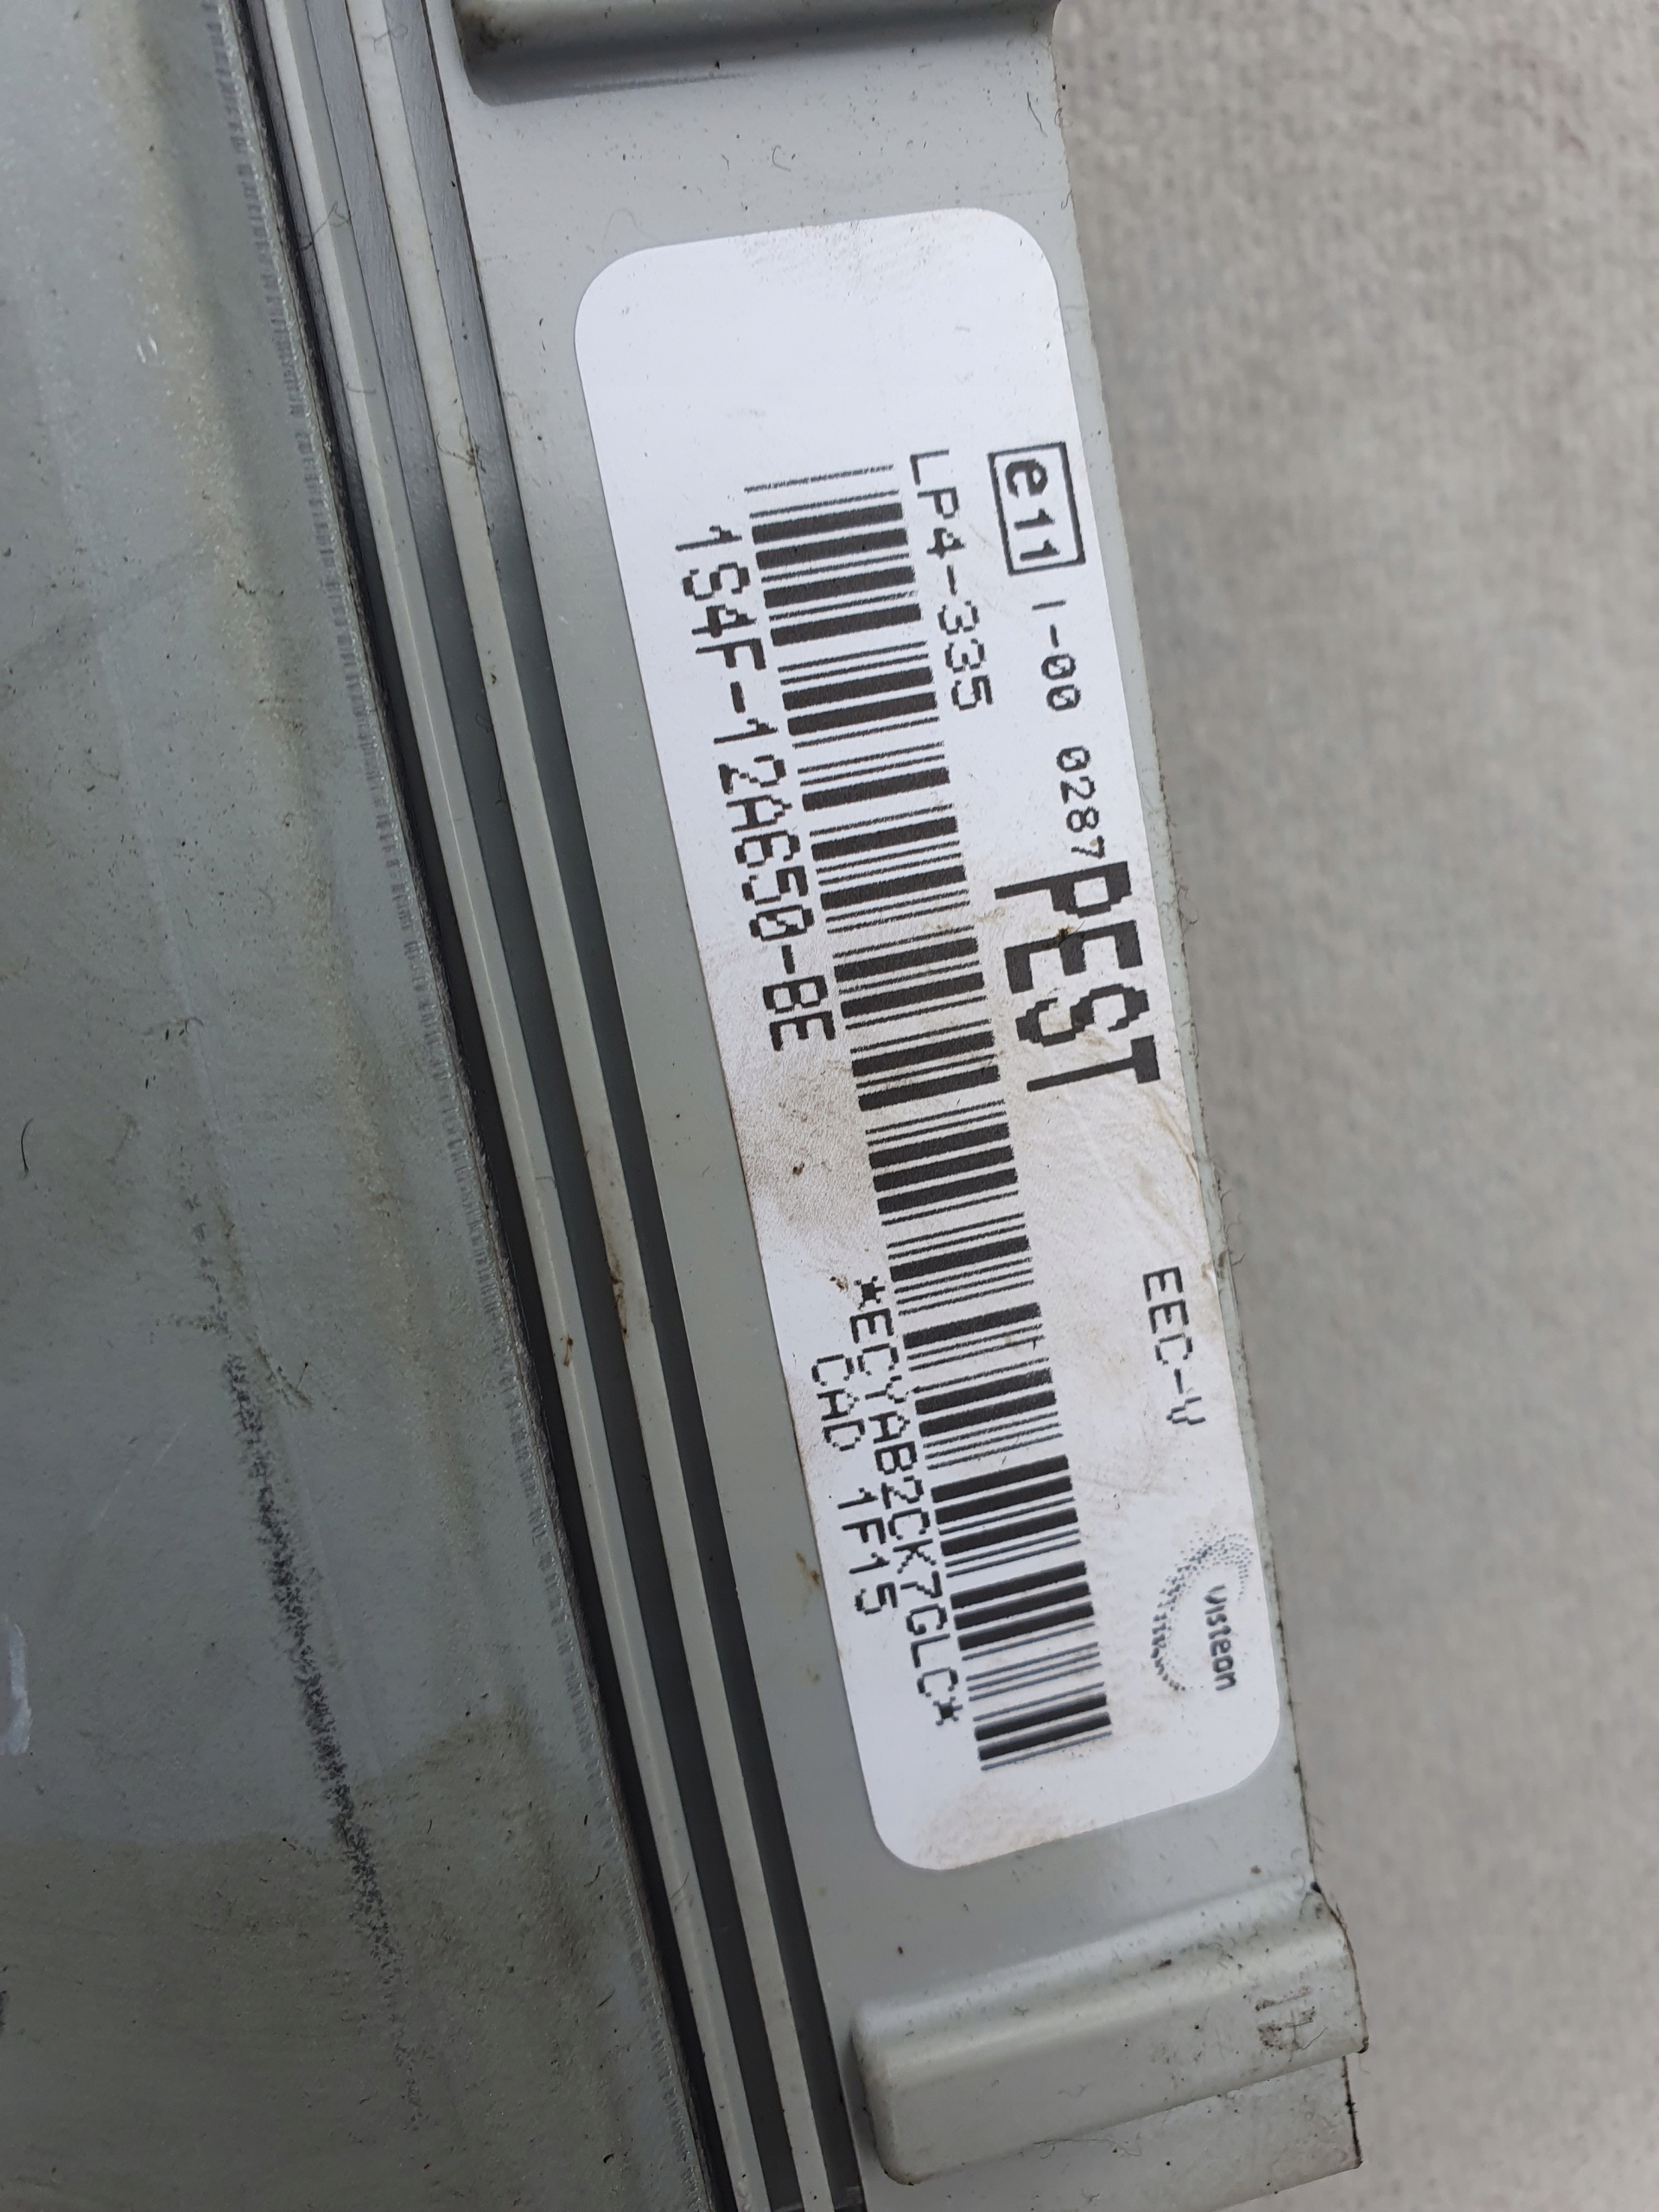 e11 I-00 0287
PEST
EEC-V
Visteon
LP4-335
1S4F-12A650-BE
*ECYAB2CK7GLC*
CAD 1F15